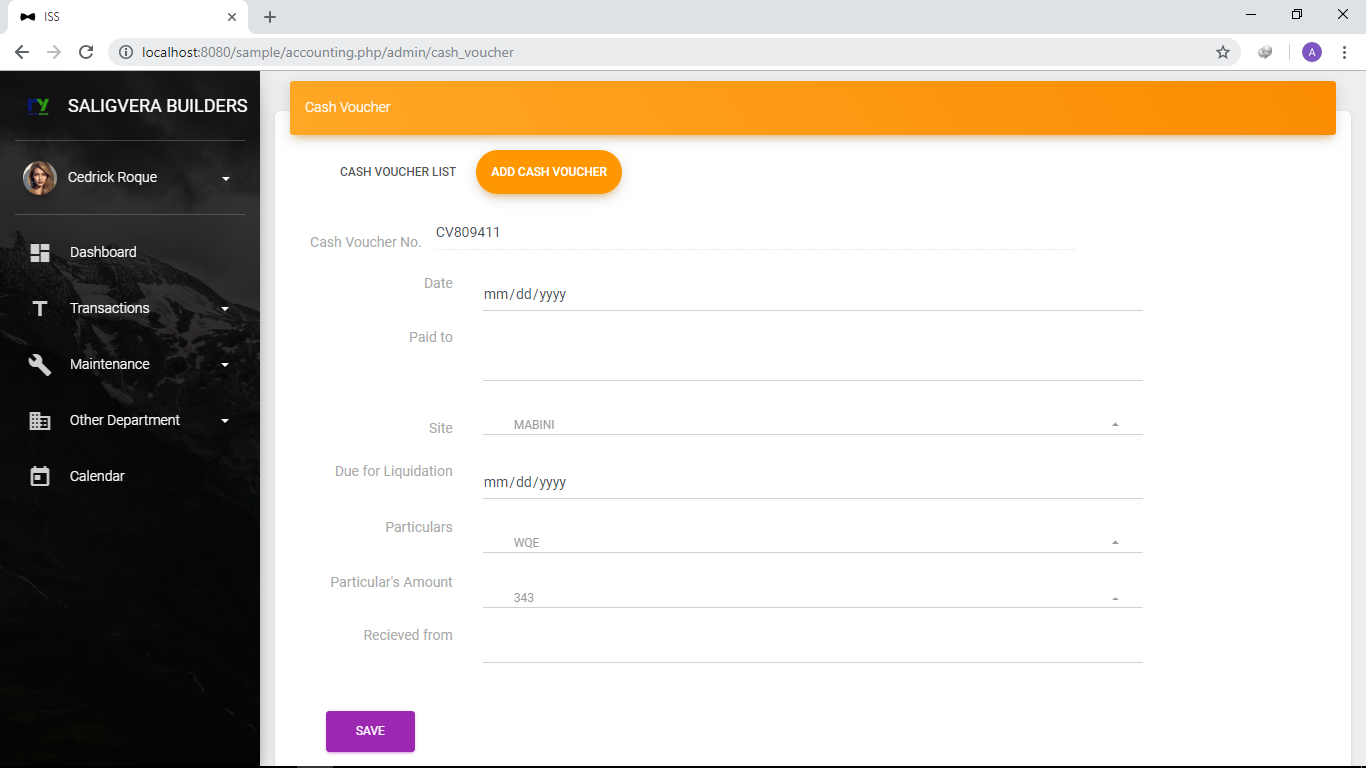 ISS
localhost:8080/sample/accounting.php/admin/cash_voucher
A
SALIGVERA BUILDERS
Cedrick Roque
Dashboard
Transactions
Maintenance
Other Department
Calendar
Cash Voucher
CASH VOUCHER LIST
ADD CASH VOUCHER
Cash Voucher No. CV809411
Date
mm/dd/yyyy
Paid to
Site MABINI
Due for Liquidation
mm/dd/yyyy
Particulars
WQE
Particular's Amount
343
Recieved from
SAVE